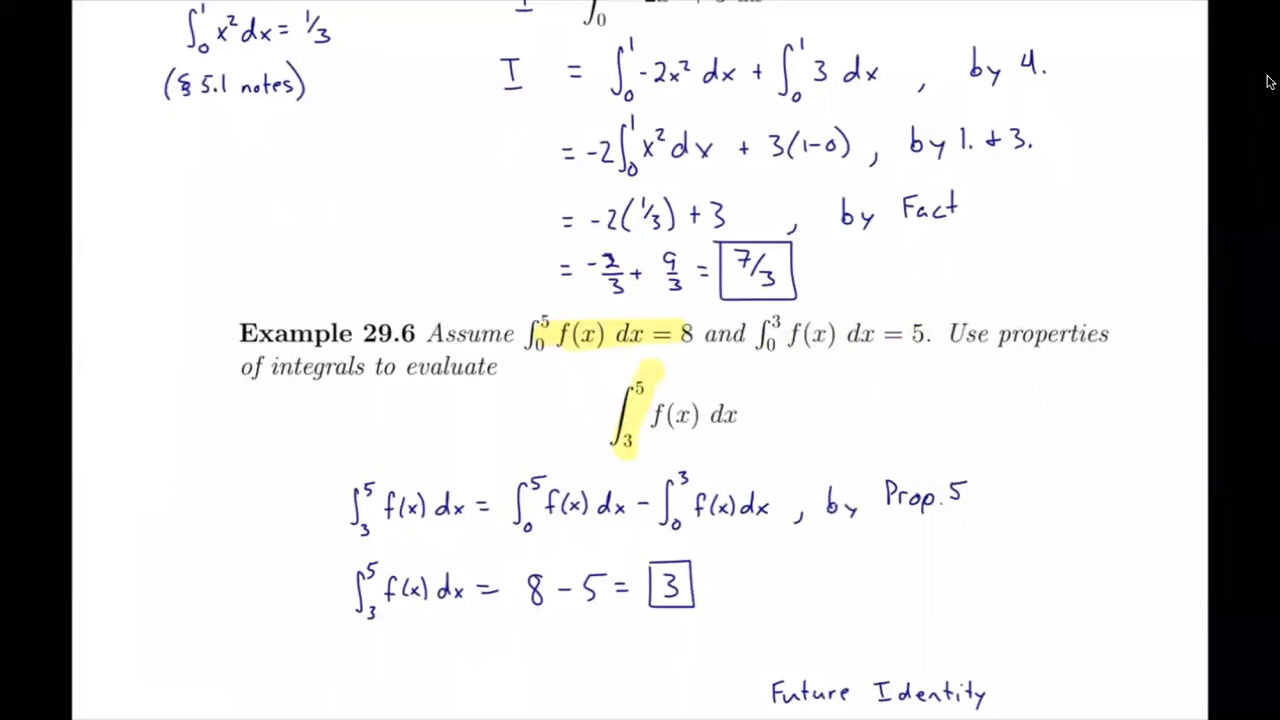 ∫₀¹ x² dx = 1/3
(§ 5.1 notes)
I = ∫₀¹ -2x² dx + ∫₀¹ 3 dx , by 4.
= -2∫₀¹ x² dx + 3(1-0) , by 1. + 3.
= -2(1/3) + 3 , by Fact
= -2/3 + 9/3 = 7/3
Example 29.6 Assume ∫₀⁵ f(x) dx = 8 and ∫₀³ f(x) dx = 5. Use properties
of integrals to evaluate
∫₃⁵ f(x) dx
∫₃⁵ f(x) dx = ∫₀⁵ f(x) dx - ∫₀³ f(x) dx , by Prop. 5
∫₃⁵ f(x) dx = 8 - 5 = 3
Future Identity